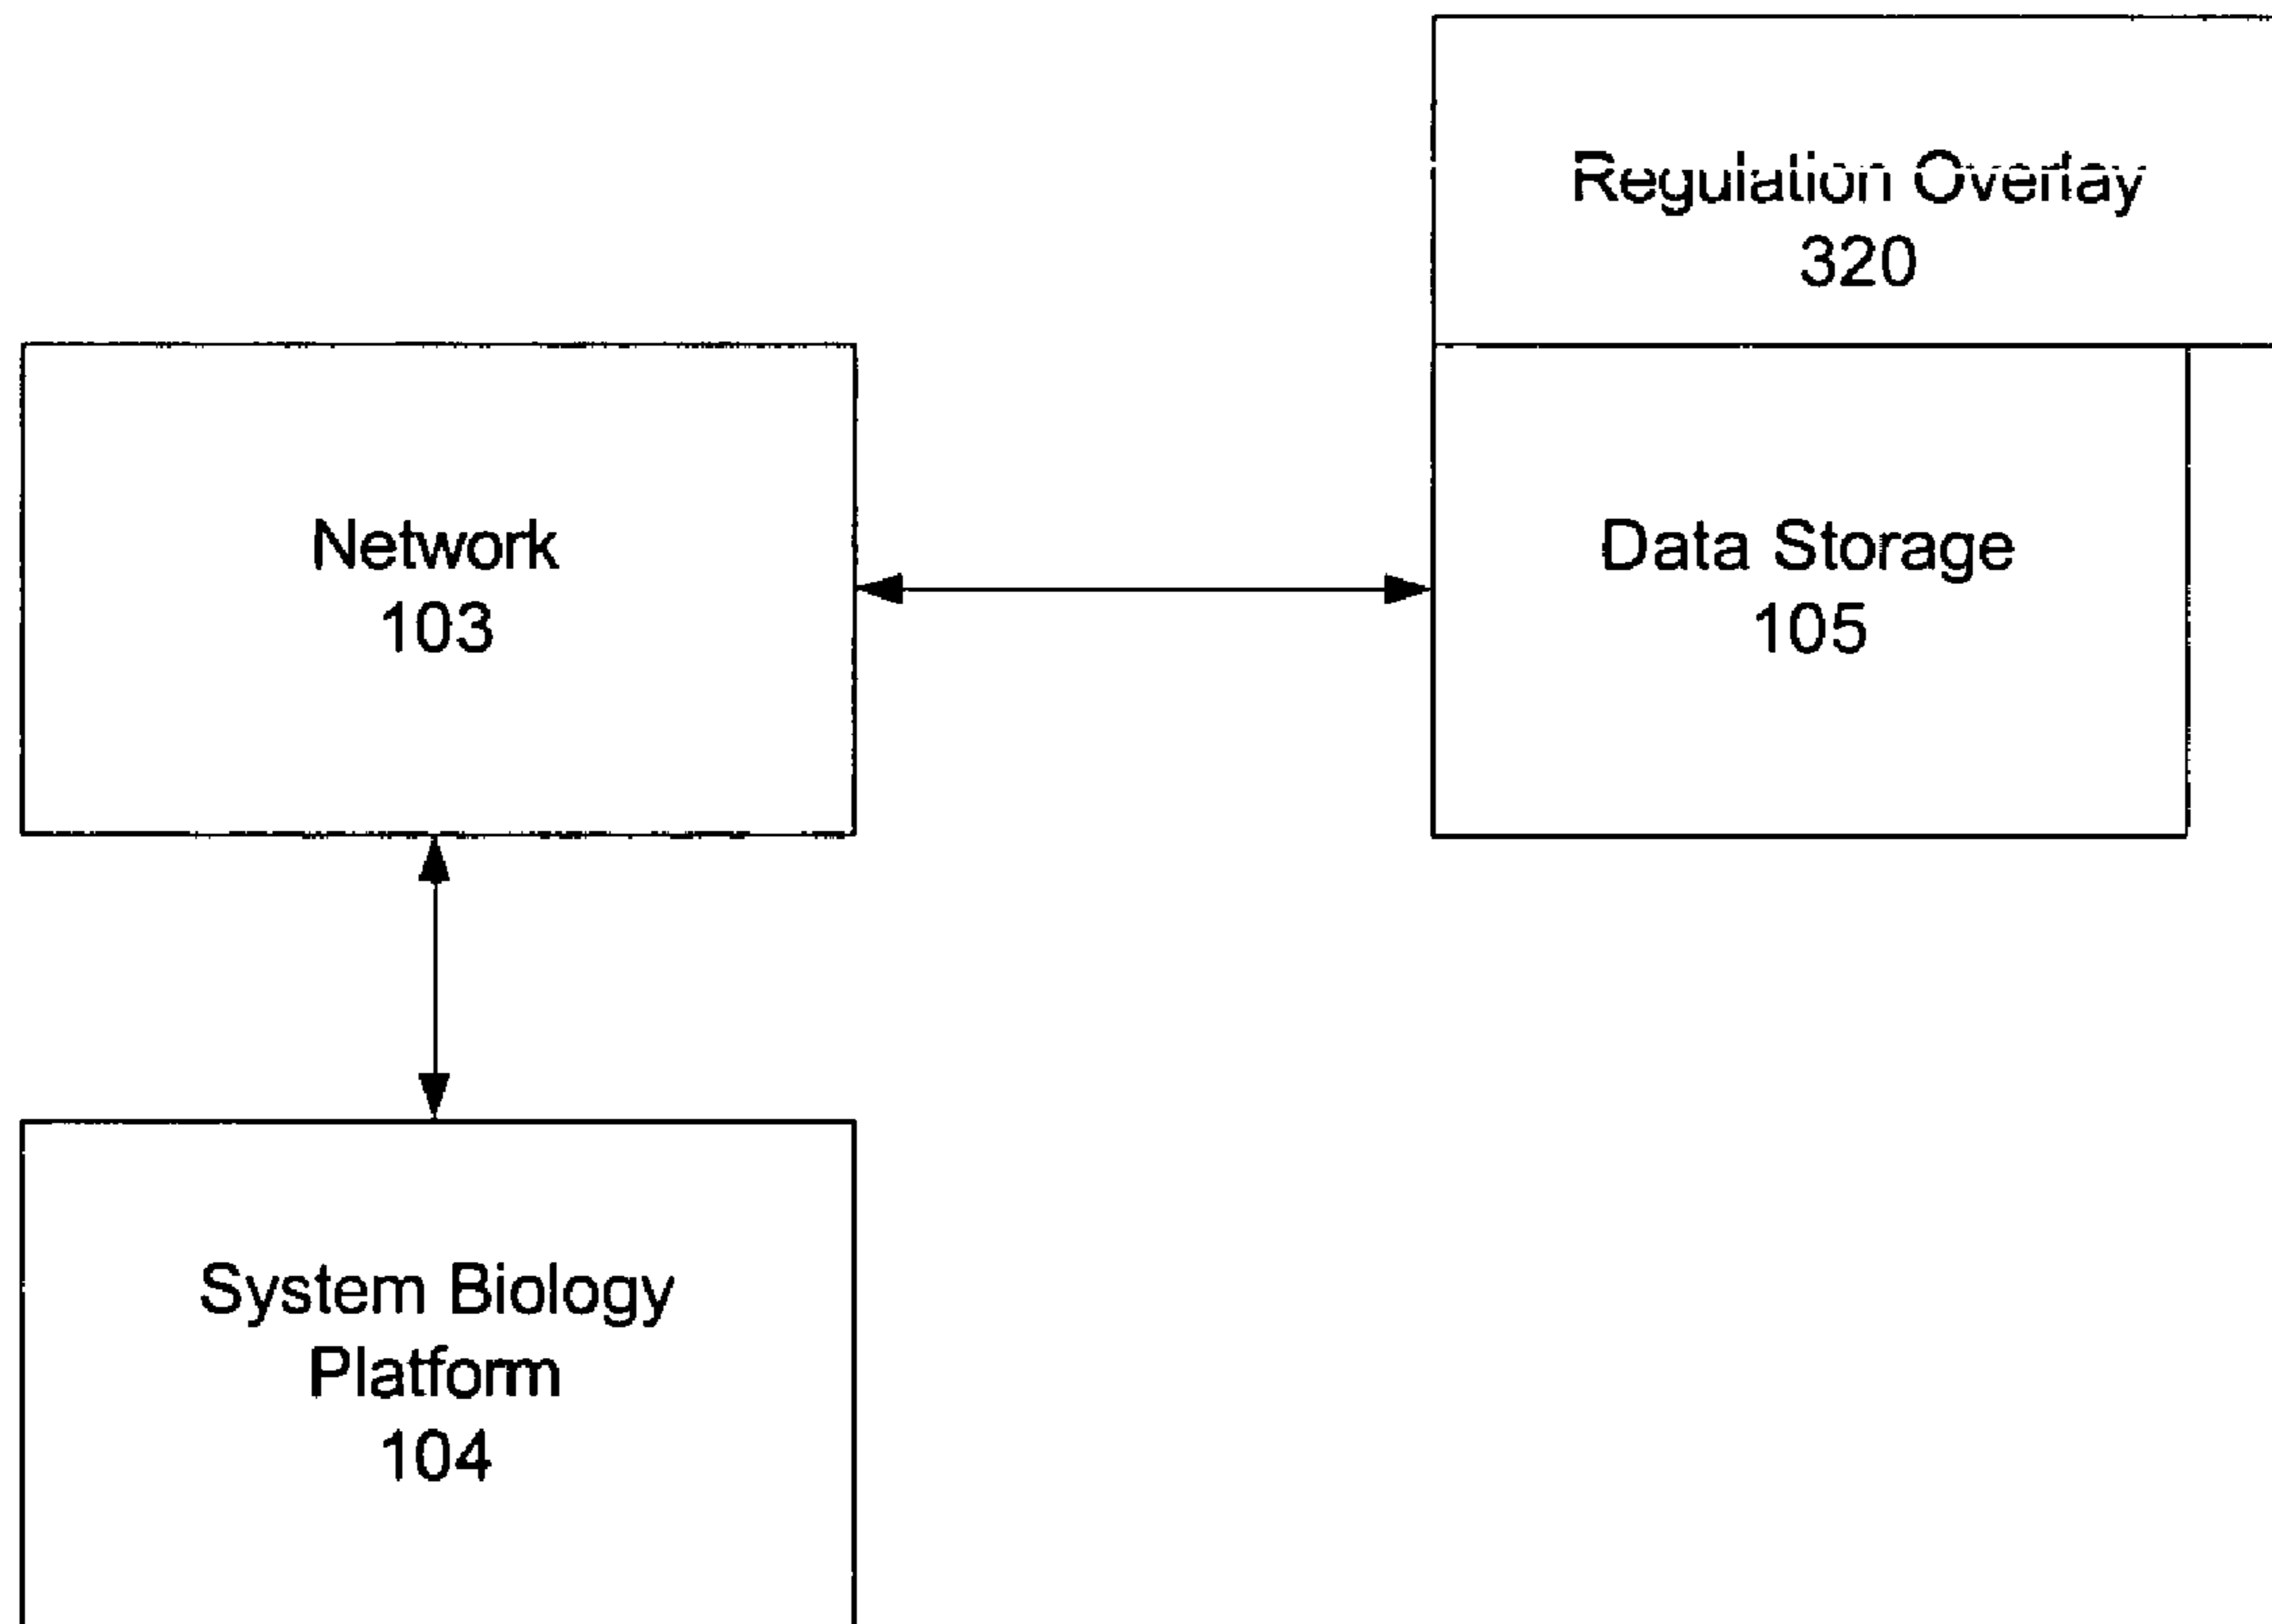 Regulation Overlay
320
Network
103
Data Storage
105
System Biology
Platform
104